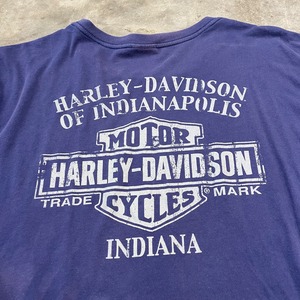 HARLEY-DAVIDSON
OF INDIANAPOLIS
MOTOR
HARLEY-DAVIDSON
TRADE ® MARK
CYCLES
INDIANA